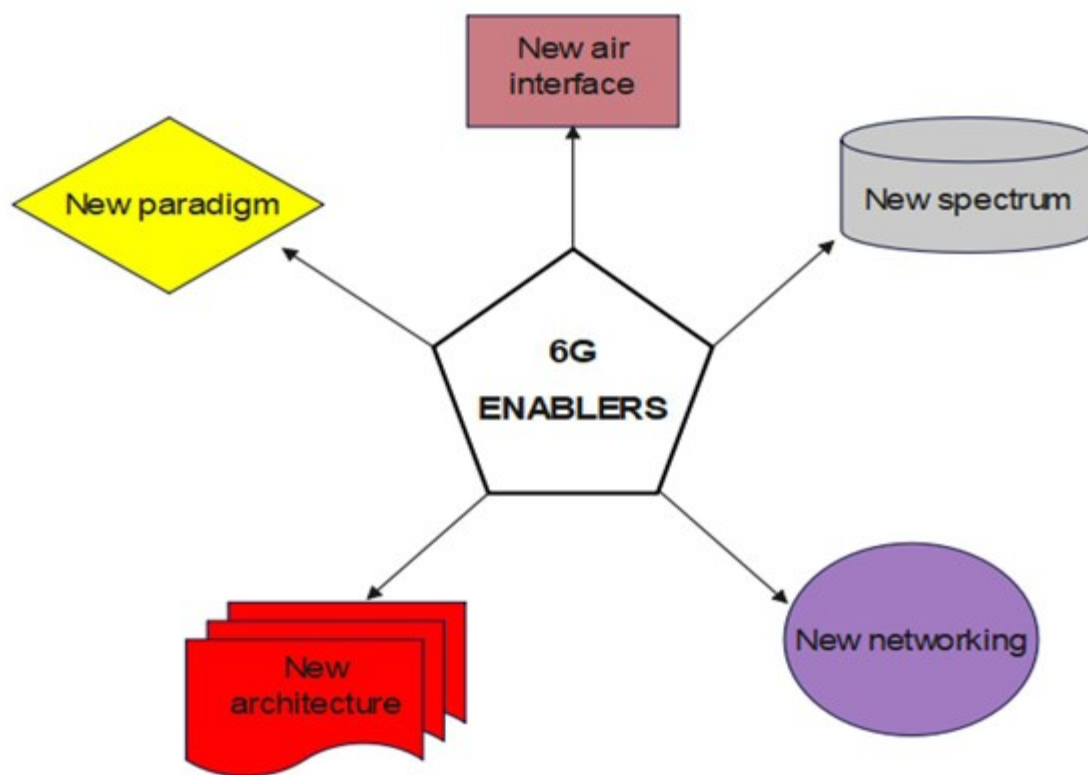 New air
interface
New paradigm
New spectrum
6G
ENABLERS
New networking
New
architecture